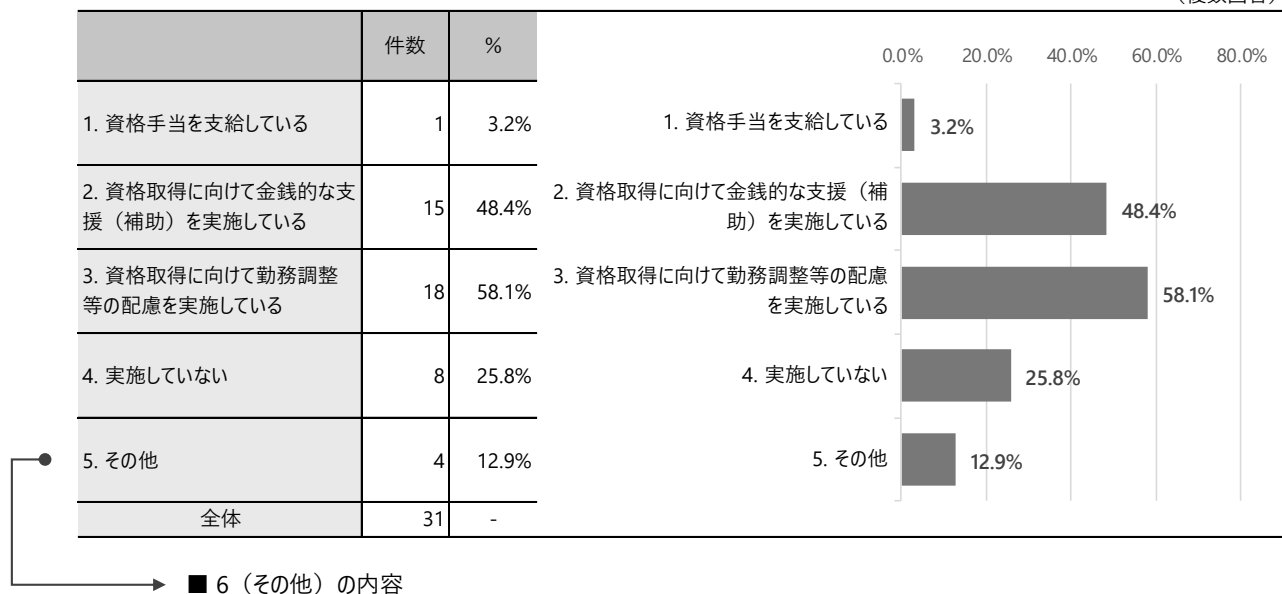 件数 %
1. 資格手当を支給している 1 3.2%
2. 資格取得に向けて金銭的な支
援（補助）を実施している 15 48.4%
3. 資格取得に向けて勤務調整
等の配慮を実施している 18 58.1%
4. 実施していない 8 25.8%
5. その他 4 12.9%
全体 31 -
0.0% 20.0% 40.0% 60.0% 80.0%
1. 資格手当を支給している 3.2%
2. 資格取得に向けて金銭的な支援（補
助）を実施している 48.4%
3. 資格取得に向けて勤務調整等の配慮
を実施している 58.1%
4. 実施していない 25.8%
5. その他 12.9%
■ 6（その他）の内容